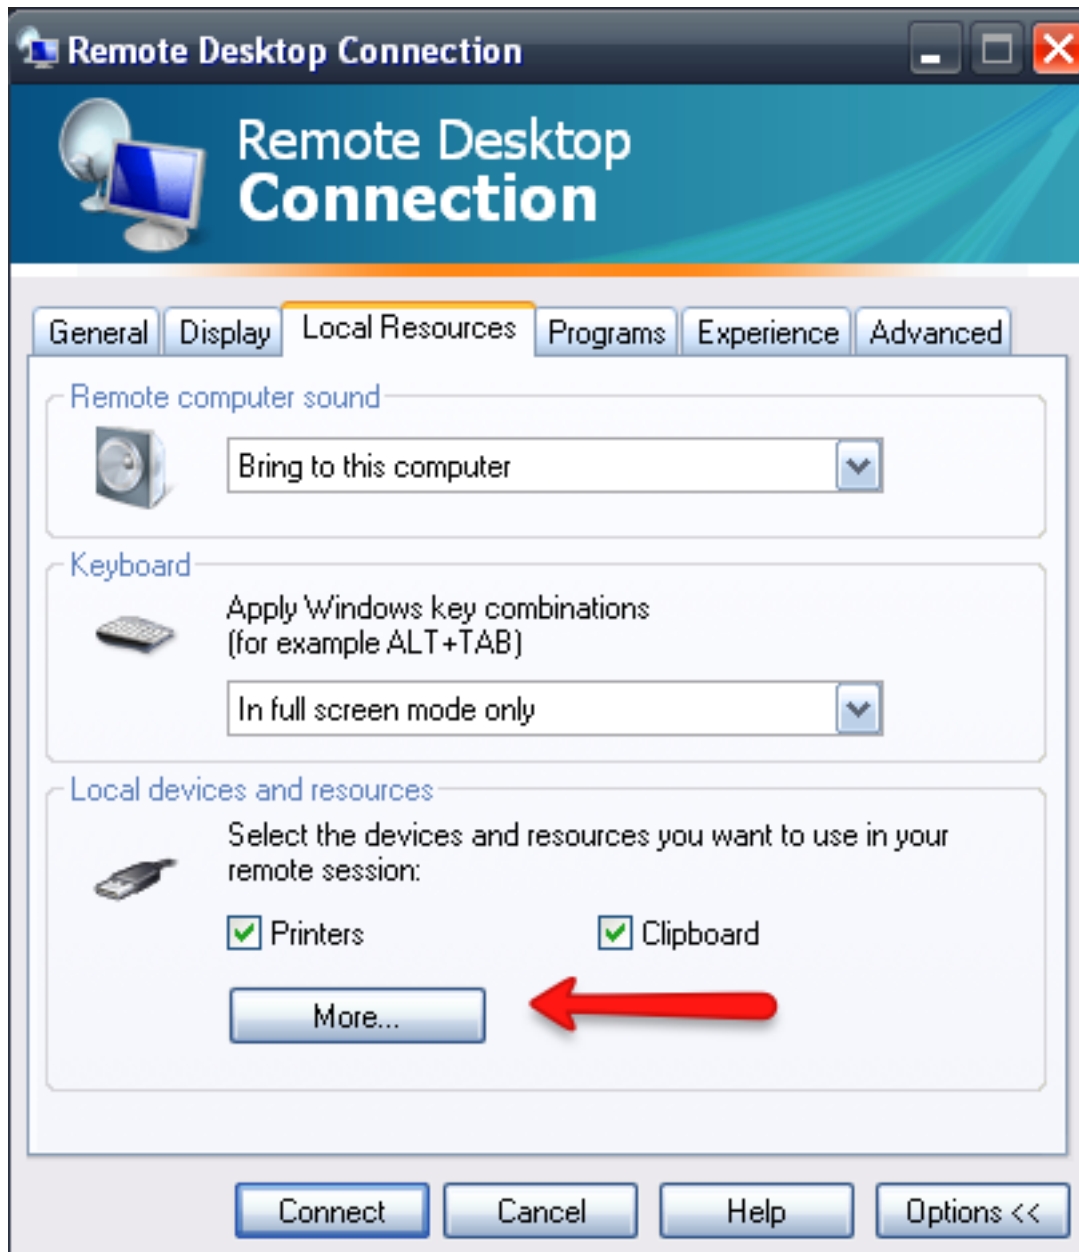 Remote Desktop Connection
Remote Desktop
Connection
General Display Local Resources Programs Experience Advanced
Remote computer sound
Bring to this computer
Keyboard
Apply Windows key combinations
(for example ALT+TAB)
In full screen mode only
Local devices and resources
Select the devices and resources you want to use in your
remote session:
Printers Clipboard
More...
Connect Cancel Help Options <<